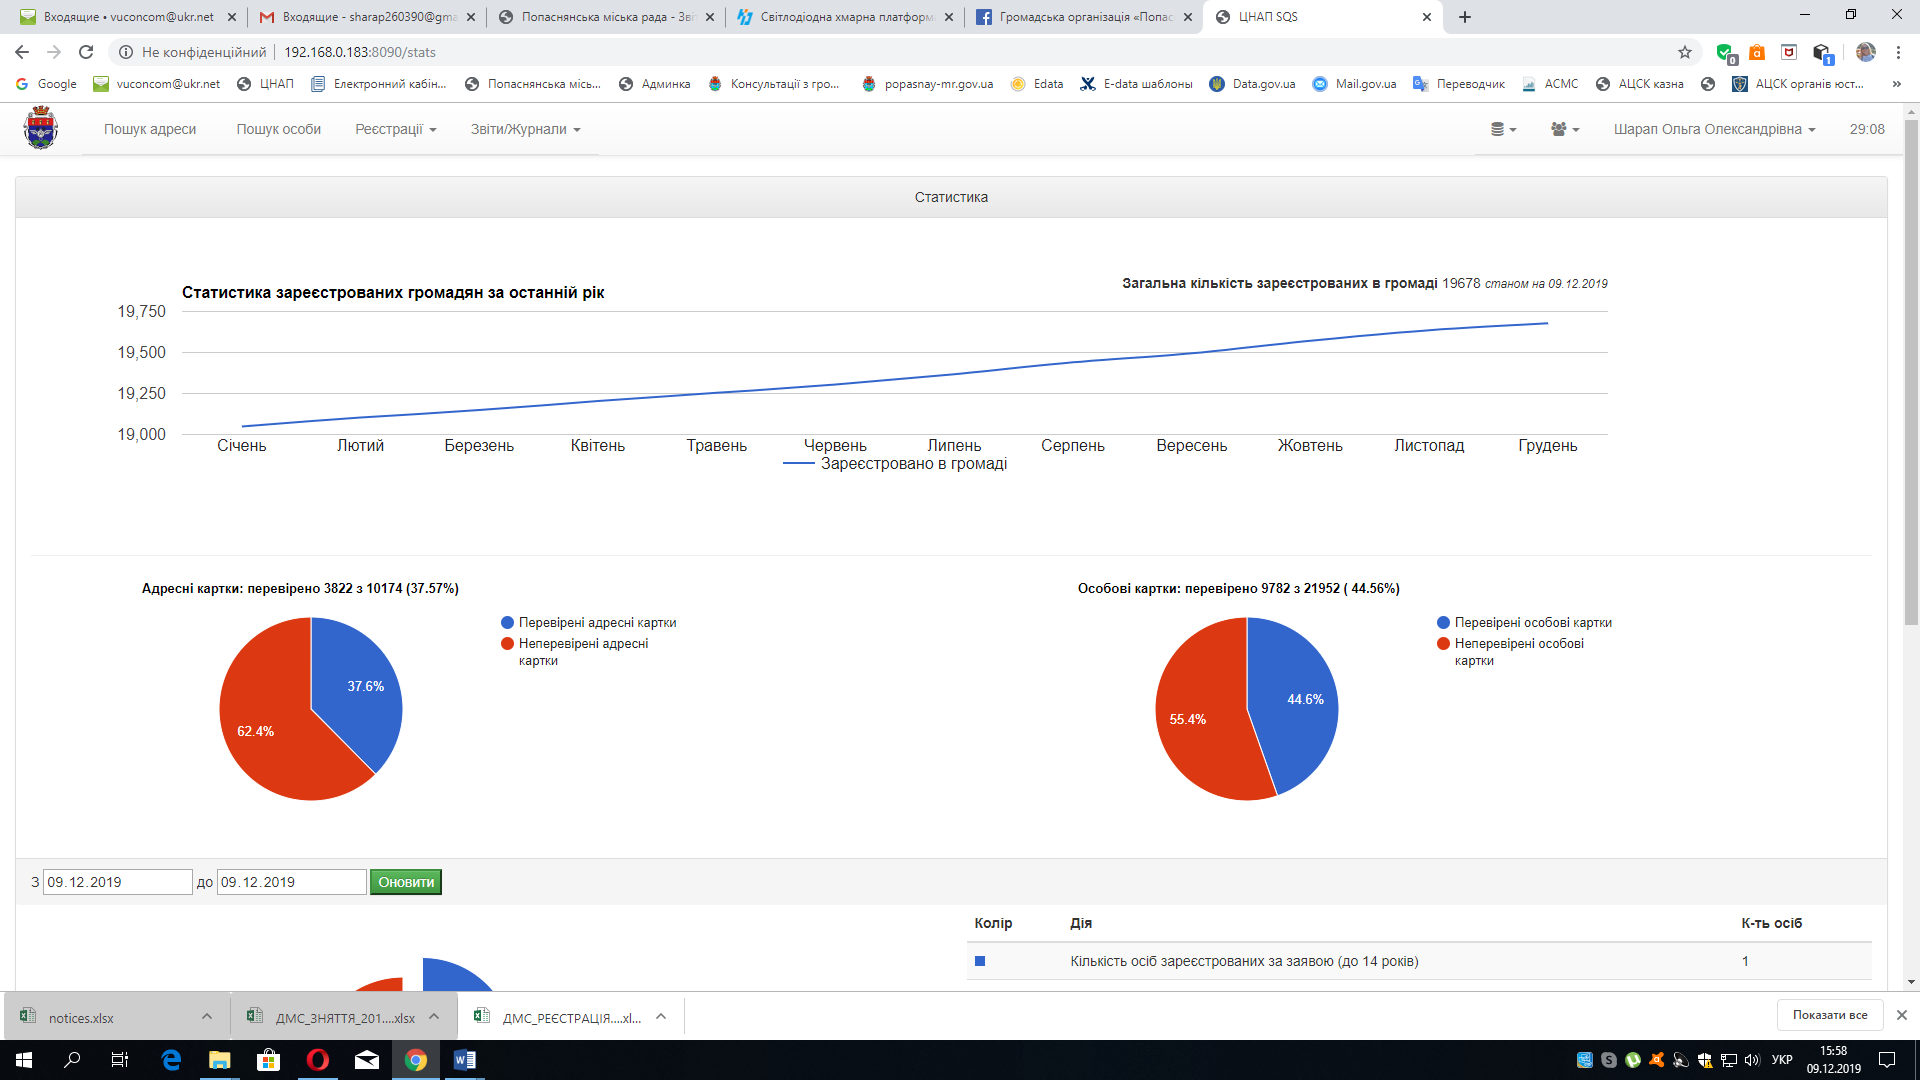 Входящие • vuconcom@ukr.net
Входящие - sharap260390@gma
Попаснянська міська рада - Зві
Світлодіодна хмарна платформ
Громадська організація «Попас
ЦНАП SQS
Не конфіденційний
192.168.0.183:8090/stats
0
1
Google
vuconcom@ukr.net
ЦНАП
Електронний кабін...
Попаснянська місь...
Админка
Консультації з гро...
popasnay-mr.gov.ua
Edata
E-data шаблоны
Data.gov.ua
Mail.gov.ua
Переводчик
АСМС
АЦСК казна
АЦСК органів юст...
»
Пошук адреси
Пошук особи
Реєстрації
Звіти/Журнали
Шарап Ольга Олександрівна
29:08
Статистика
Загальна кількість зареєстрованих в громаді 19678 станом на 09.12.2019
Статистика зареєстрованих громадян за останній рік
19,750
19,500
19,250
19,000
Січень
Лютий
Березень
Квітень
Травень
Червень
Липень
Серпень
Вересень
Жовтень
Листопад
Грудень
Зареєстровано в громаді
Адресні картки: перевірено 3822 з 10174 (37.57%)
Перевірені адресні картки
Неперевірені адресні
картки
37.6%
62.4%
Особові картки: перевірено 9782 з 21952 ( 44.56%)
Перевірені особові картки
Неперевірені особові
картки
44.6%
55.4%
З 09.12.2019 до 09.12.2019 Оновити
Колір Дія К-ть осіб
Кількість осіб зареєстрованих за заявою (до 14 років) 1
notices.xlsx
ДМС_ЗНЯТТЯ_201....xlsx
ДМС_РЕЄСТРАЦІЯ....xl...
Показати все
УКР
15:58
09.12.2019